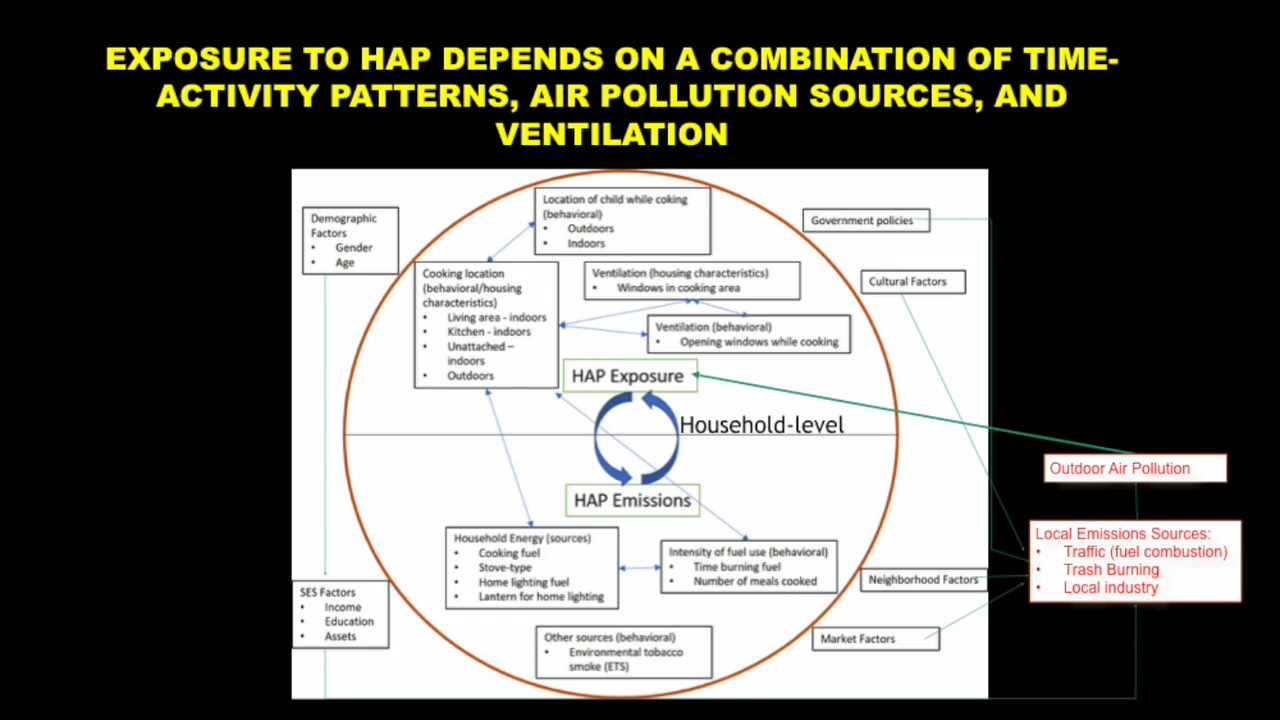 EXPOSURE TO HAP DEPENDS ON A COMBINATION OF TIME-
ACTIVITY PATTERNS, AIR POLLUTION SOURCES, AND
VENTILATION
Demographic
Factors
• Gender
• Age
Location of child while coking
(behavioral)
• Outdoors
• Indoors
Government policies
Cooking location
(behavioral/housing
characteristics)
• Living area - indoors
• Kitchen - indoors
• Unattached –
indoors
• Outdoors
Ventilation (housing characteristics)
• Windows in cooking area
Cultural Factors
Ventilation (behavioral)
• Opening windows while cooking
HAP Exposure
Household-level
HAP Emissions
Outdoor Air Pollution
Local Emissions Sources:
• Traffic (fuel combustion)
• Trash Burning
• Local industry
Household Energy (sources)
• Cooking fuel
• Stove-type
• Home lighting fuel
• Lantern for home lighting
Intensity of fuel use (behavioral)
• Time burning fuel
• Number of meals cooked
Neighborhood Factors
SES Factors
• Income
• Education
• Assets
Other sources (behavioral)
• Environmental tobacco
smoke (ETS)
Market Factors